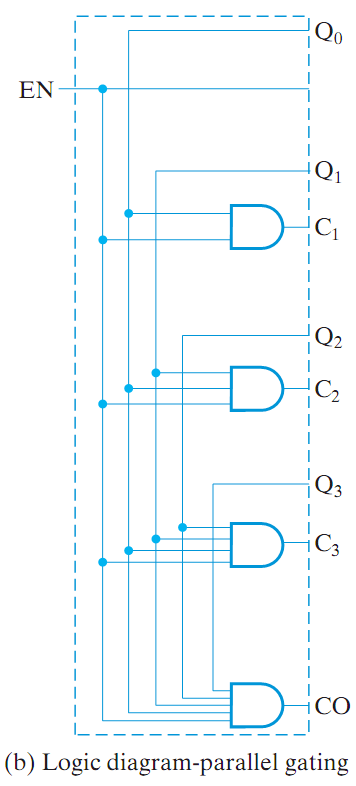 Q₀
EN
Q₁
C₁
Q₂
C₂
Q₃
C₃
CO
(b) Logic diagram-parallel gating